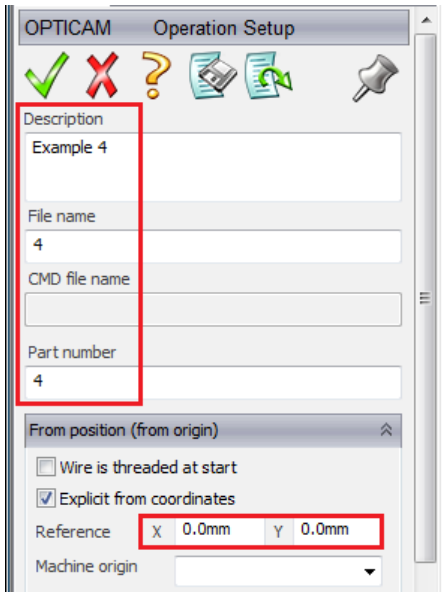 OPTICAM Operation Setup
?
Description
Example 4
File name
4
CMD file name
Part number
4
From position (from origin)
Wire is threaded at start
Explicit from coordinates
Reference X 0.0mm Y 0.0mm
Machine origin